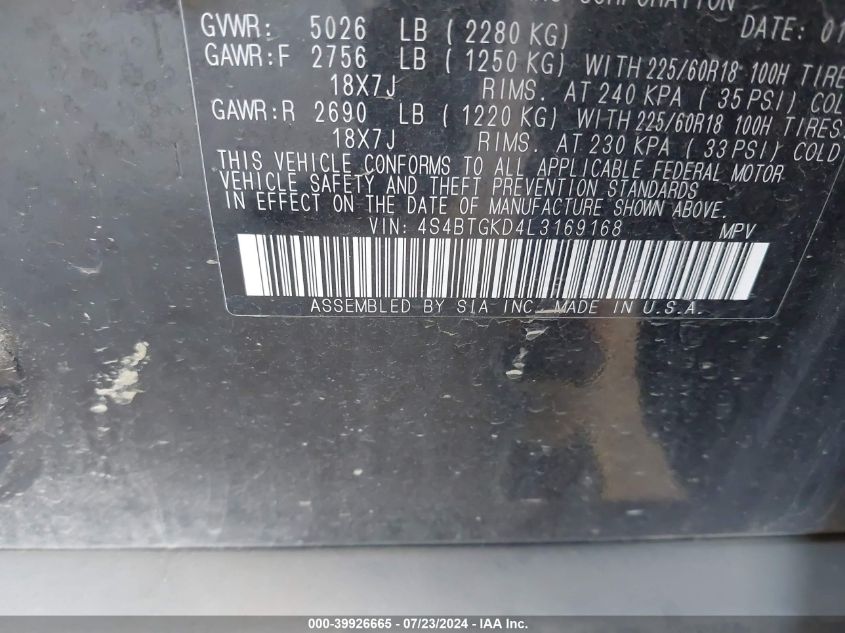 CORPORATION
GVWR: 5026 LB ( 2280 KG) DATE: 01
GAWR:F 2756 LB ( 1250 KG) WITH 225/60R18 100H TIRE
18X7J RIMS. AT 240 KPA ( 35 PSI) COL
GAWR:R 2690 LB ( 1220 KG) WITH 225/60R18 100H TIRES.
18X7J RIMS. AT 230 KPA ( 33 PSI) COLD
THIS VEHICLE CONFORMS TO ALL APPLICABLE FEDERAL MOTOR
VEHICLE SAFETY AND THEFT PREVENTION STANDARDS
IN EFFECT ON THE DATE OF MANUFACTURE SHOWN ABOVE.
VIN: 4S4BTGKD4L3169168 MPV
ASSEMBLED BY SIA INC. MADE IN U.S.A.
000-39926665 - 07/23/2024 - IAA Inc.